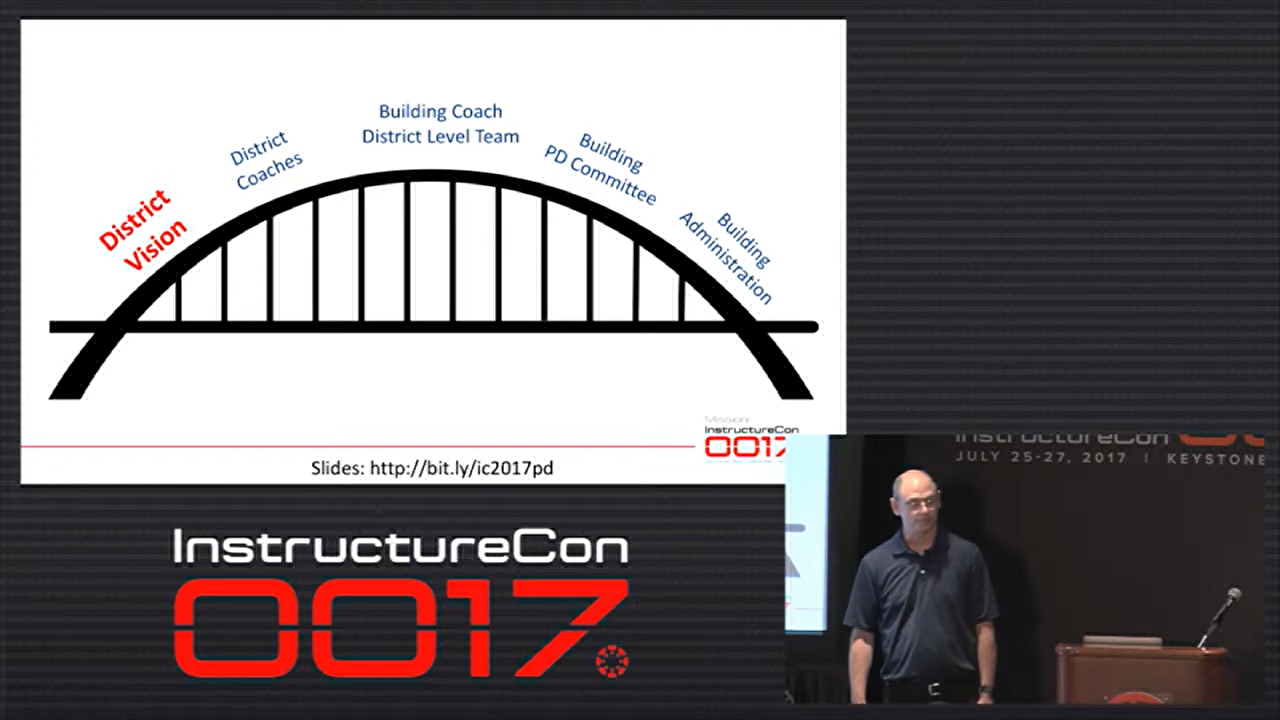 Building Coach
District Level Team
District
Coaches
Building
PD Committee
District
Vision
Building
Administration
Mission:
InstructureCon
0017
Slides: http://bit.ly/ic2017pd
InstructureCon
0017
InstructureCon
JULY 25-27, 2017 | KEYSTONE